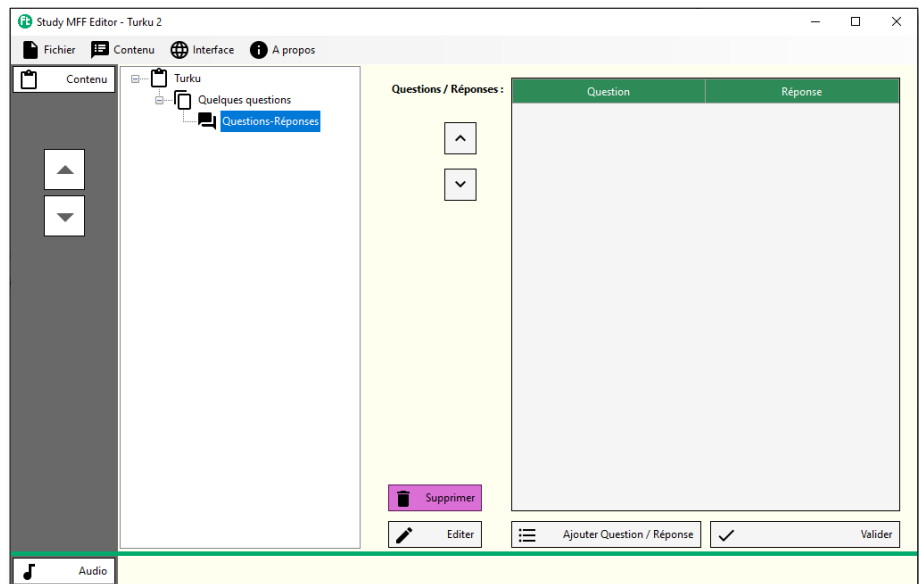 Study MFF Editor - Turku 2
Fichier Contenu Interface A propos
Contenu
Turku
Quelques questions
Questions-Réponses
Questions / Réponses :
Question Réponse
Supprimer
Editer
Ajouter Question / Réponse
Valider
Audio